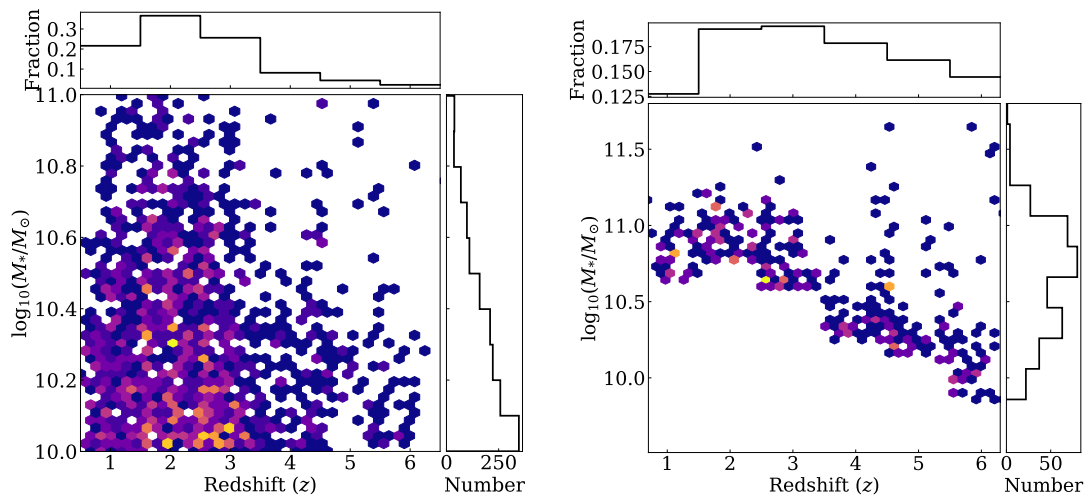 Fraction
0.3
0.2
0.1
11.0
10.8
10.6
10.4
10.2
10.0
log₁₀(M*/M⊙)
1 2 3 4 5 6
Redshift (z)
0 250
Number
Fraction
0.175
0.150
0.125
11.5
11.0
10.5
10.0
log₁₀(M*/M⊙)
1 2 3 4 5 6
Redshift (z)
0 50
Number